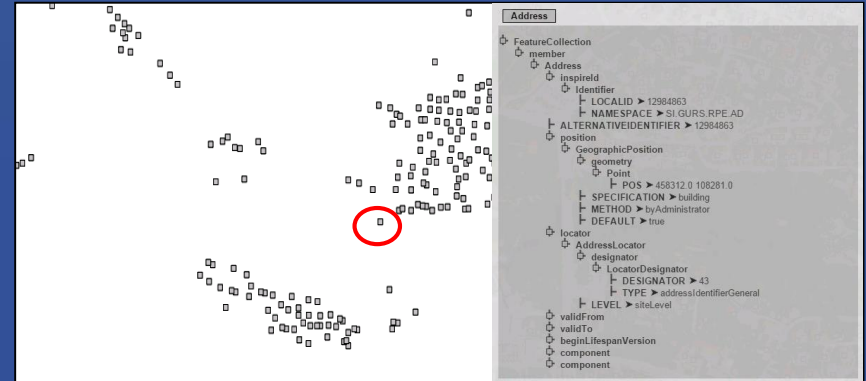 Address
FeatureCollection
member
Address
inspireId
Identifier
LOCALID ➤ 12984863
NAMESPACE ➤ SI.GURS.RPE.AD
ALTERNATIVEIDENTIFIER ➤ 12984863
position
GeographicPosition
geometry
Point
POS ➤ 458312.0 108281.0
SPECIFICATION ➤ building
METHOD ➤ byAdministrator
DEFAULT ➤ true
locator
AddressLocator
designator
LocatorDesignator
DESIGNATOR ➤ 43
TYPE ➤ addressIdentifierGeneral
LEVEL ➤ siteLevel
validFrom
validTo
beginLifespanVersion
component
component